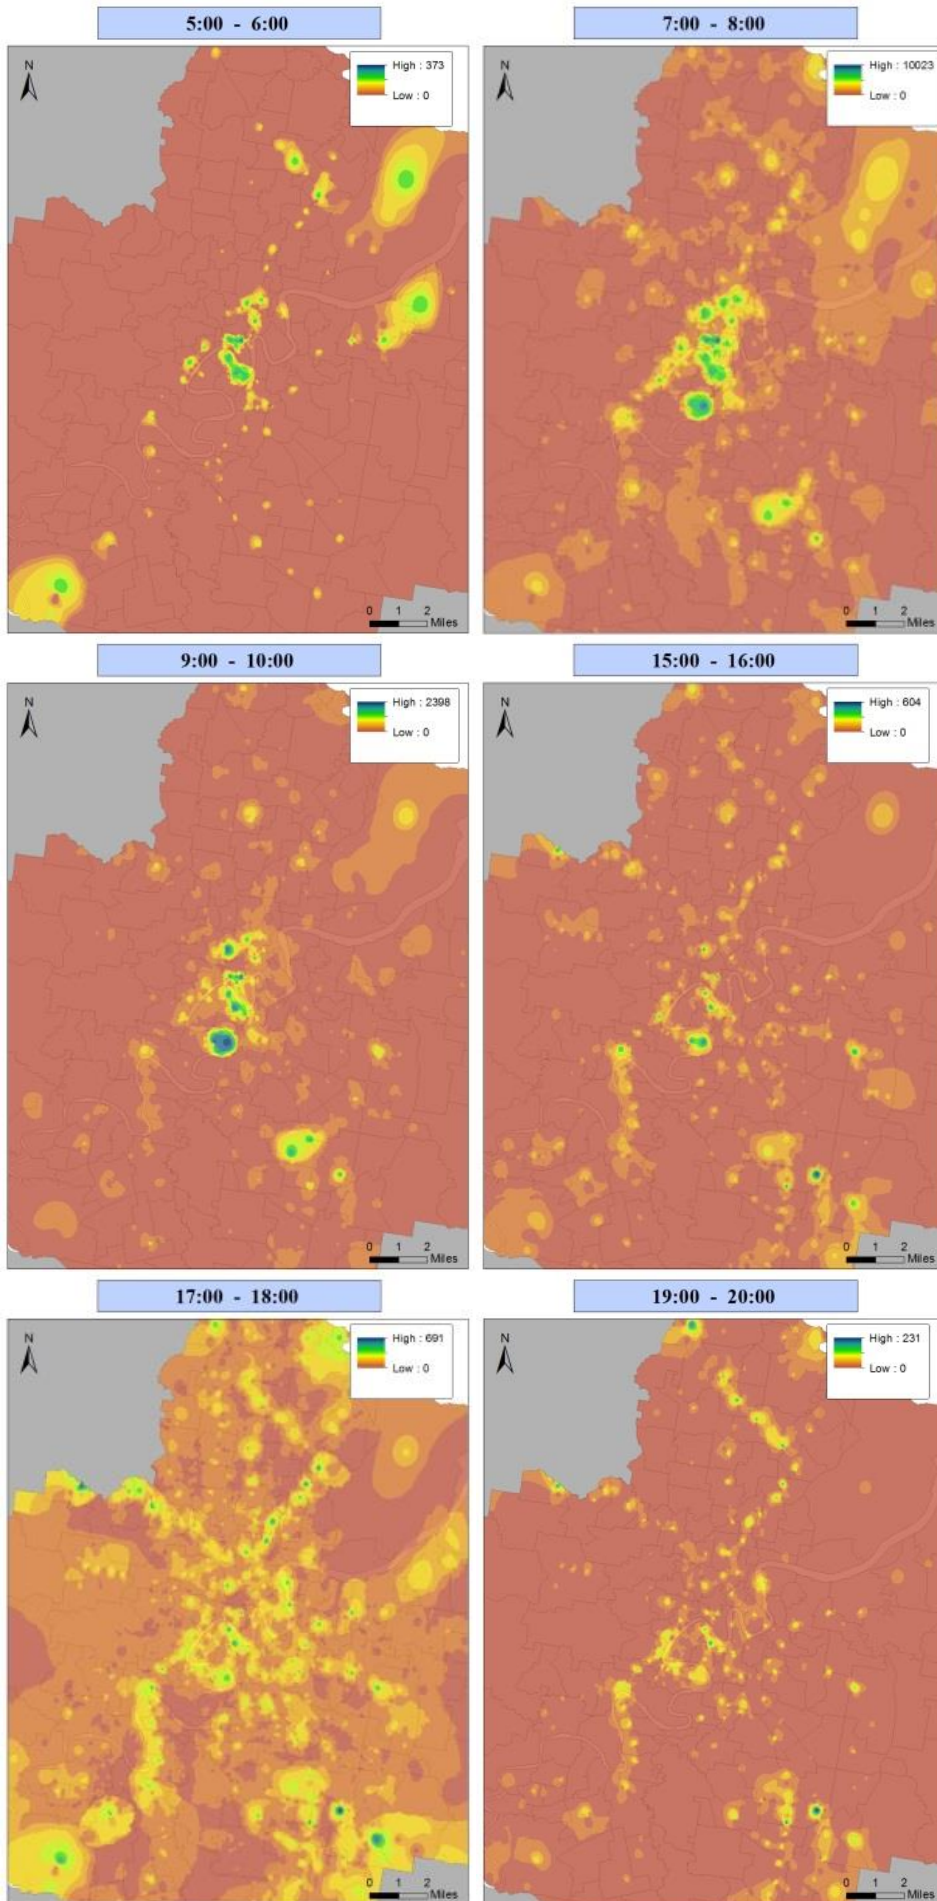 5:00 - 6:00
7:00 - 8:00
N
High : 373
Low : 0
0 1 2
Miles
N
High : 10023
Low : 0
0 1 2
Miles
9:00 - 10:00
15:00 - 16:00
N
High : 2398
Low : 0
0 1 2
Miles
N
High : 604
Low : 0
0 1 2
Miles
17:00 - 18:00
19:00 - 20:00
N
High : 691
Low : 0
0 1 2
Miles
N
High : 231
Low : 0
0 1 2
Miles